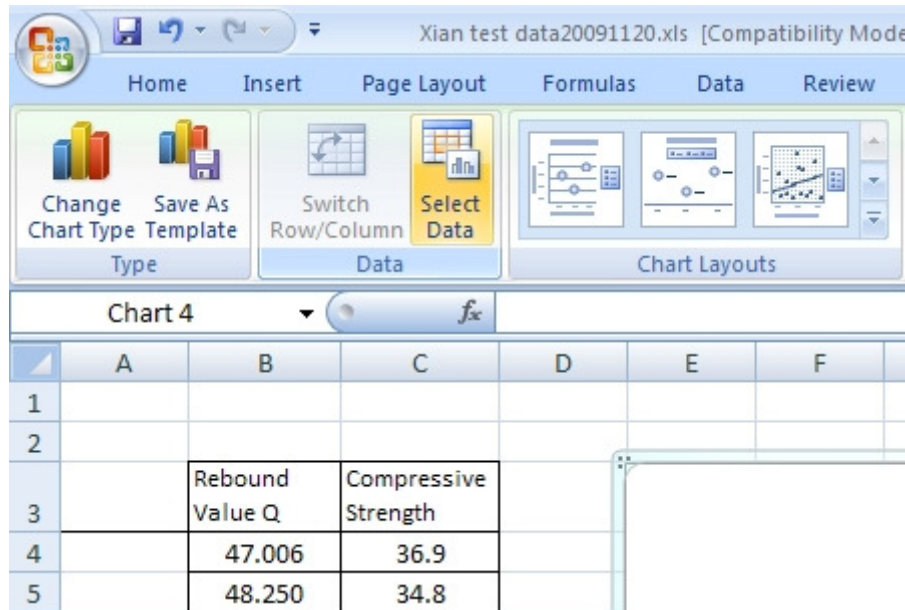 Xian test data20091120.xls [Compatibility Mode
Home Insert Page Layout Formulas Data Review
Change Chart Type
Save As Template
Switch Row/Column
Select Data
Type Data Chart Layouts
Chart 4 fx
A B C D E F
1
2
3 Rebound Value Q Compressive Strength
4 47.006 36.9
5 48.250 34.8